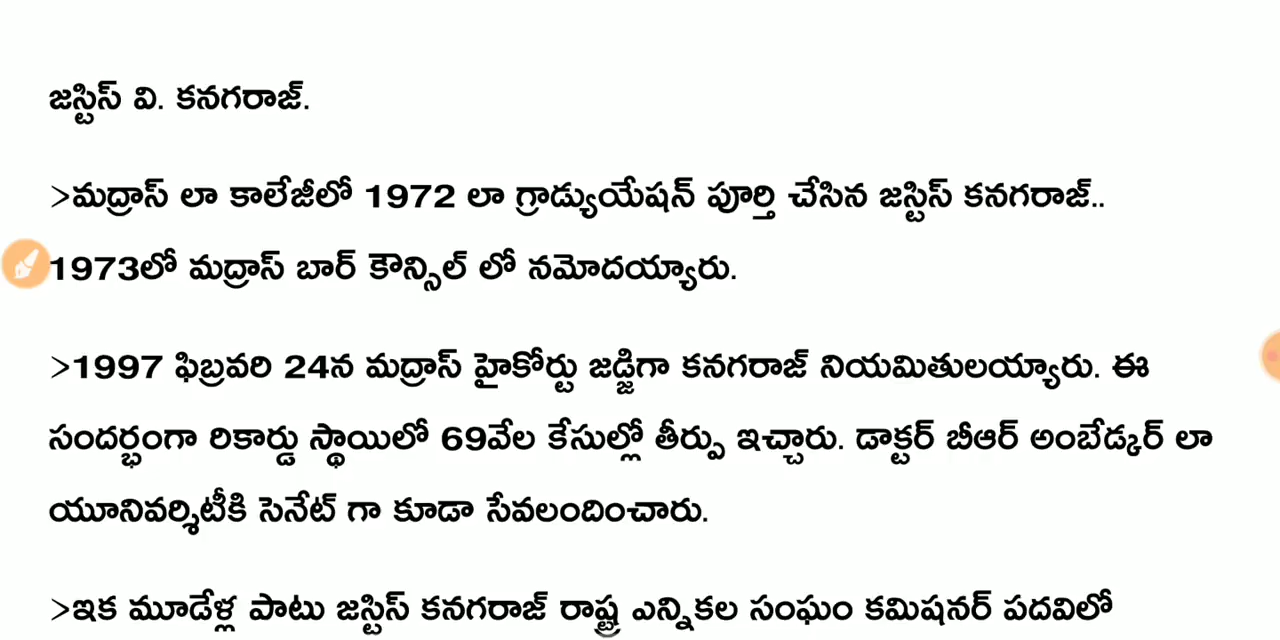 జస్టిస్ వి. కనగరాజ్.
>మద్రాస్ లా కాలేజీలో 1972 లా గ్రాడ్యుయేషన్ పూర్తి చేసిన జస్టిస్ కనగరాజ్..
1973లో మద్రాస్ బార్ కౌన్సిల్ లో నమోదయ్యారు.
>1997 ఫిబ్రవరి 24న మద్రాస్ హైకోర్టు జడ్జిగా కనగరాజ్ నియమితులయ్యారు. ఈ
సందర్భంగా రికార్డు స్థాయిలో 69వేల కేసుల్లో తీర్పు ఇచ్చారు. డాక్టర్ బీఆర్ అంబేడ్కర్ లా
యూనివర్శిటీకి సెనేట్ గా కూడా సేవలందించారు.
>ఇక మూడేళ్ల పాటు జస్టిస్ కనగరాజ్ రాష్ట్ర ఎన్నికల సంఘం కమిషనర్ పదవిలో